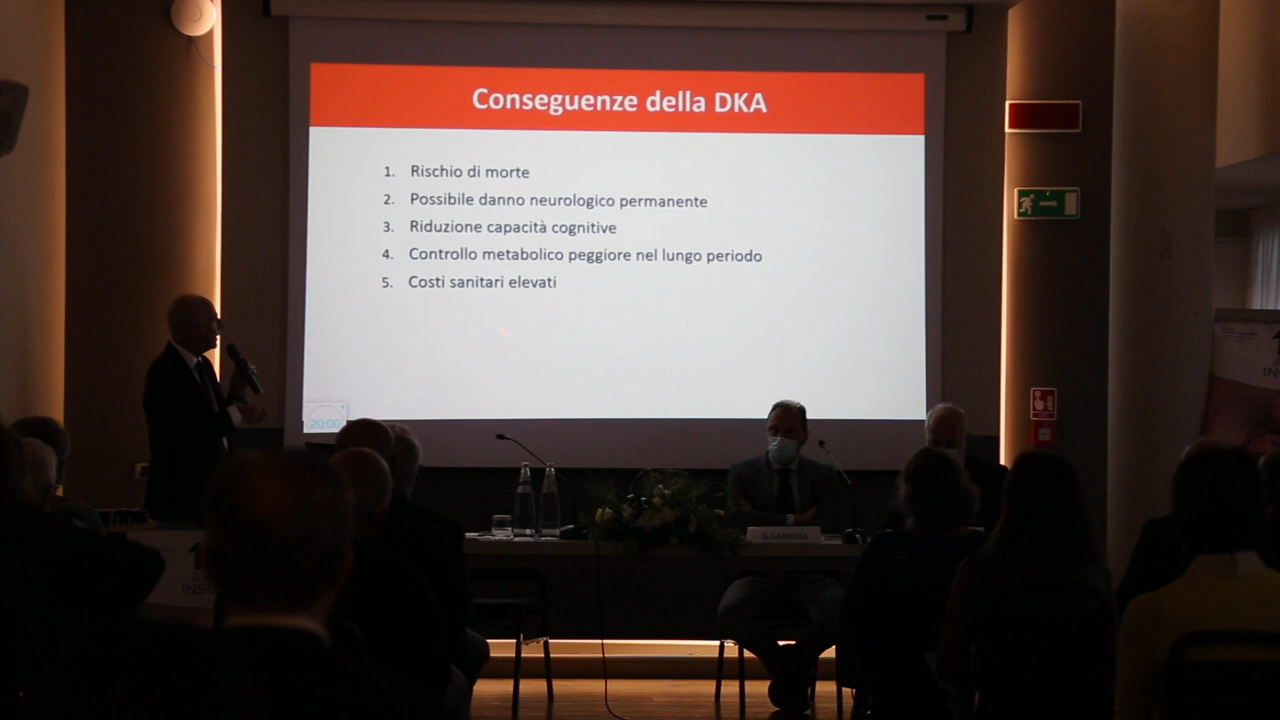 Conseguenze della DKA
1. Rischio di morte
2. Possibile danno neurologico permanente
3. Riduzione capacità cognitive
4. Controllo metabolico peggiore nel lungo periodo
5. Costi sanitari elevati
20:00